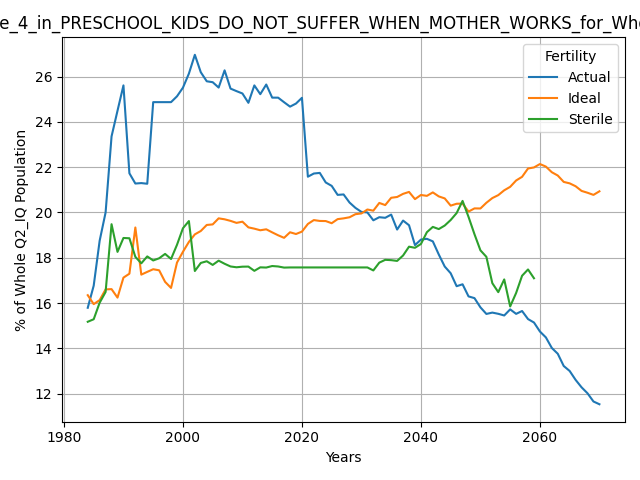 e_4_in_PRESCHOOL_KIDS_DO_NOT_SUFFER_WHEN_MOTHER_WORKS_for_Who
Fertility
Actual
Ideal
Sterile
% of Whole Q2_IQ Population
26
24
22
20
18
16
14
12
1980
2000
2020
2040
2060
Years